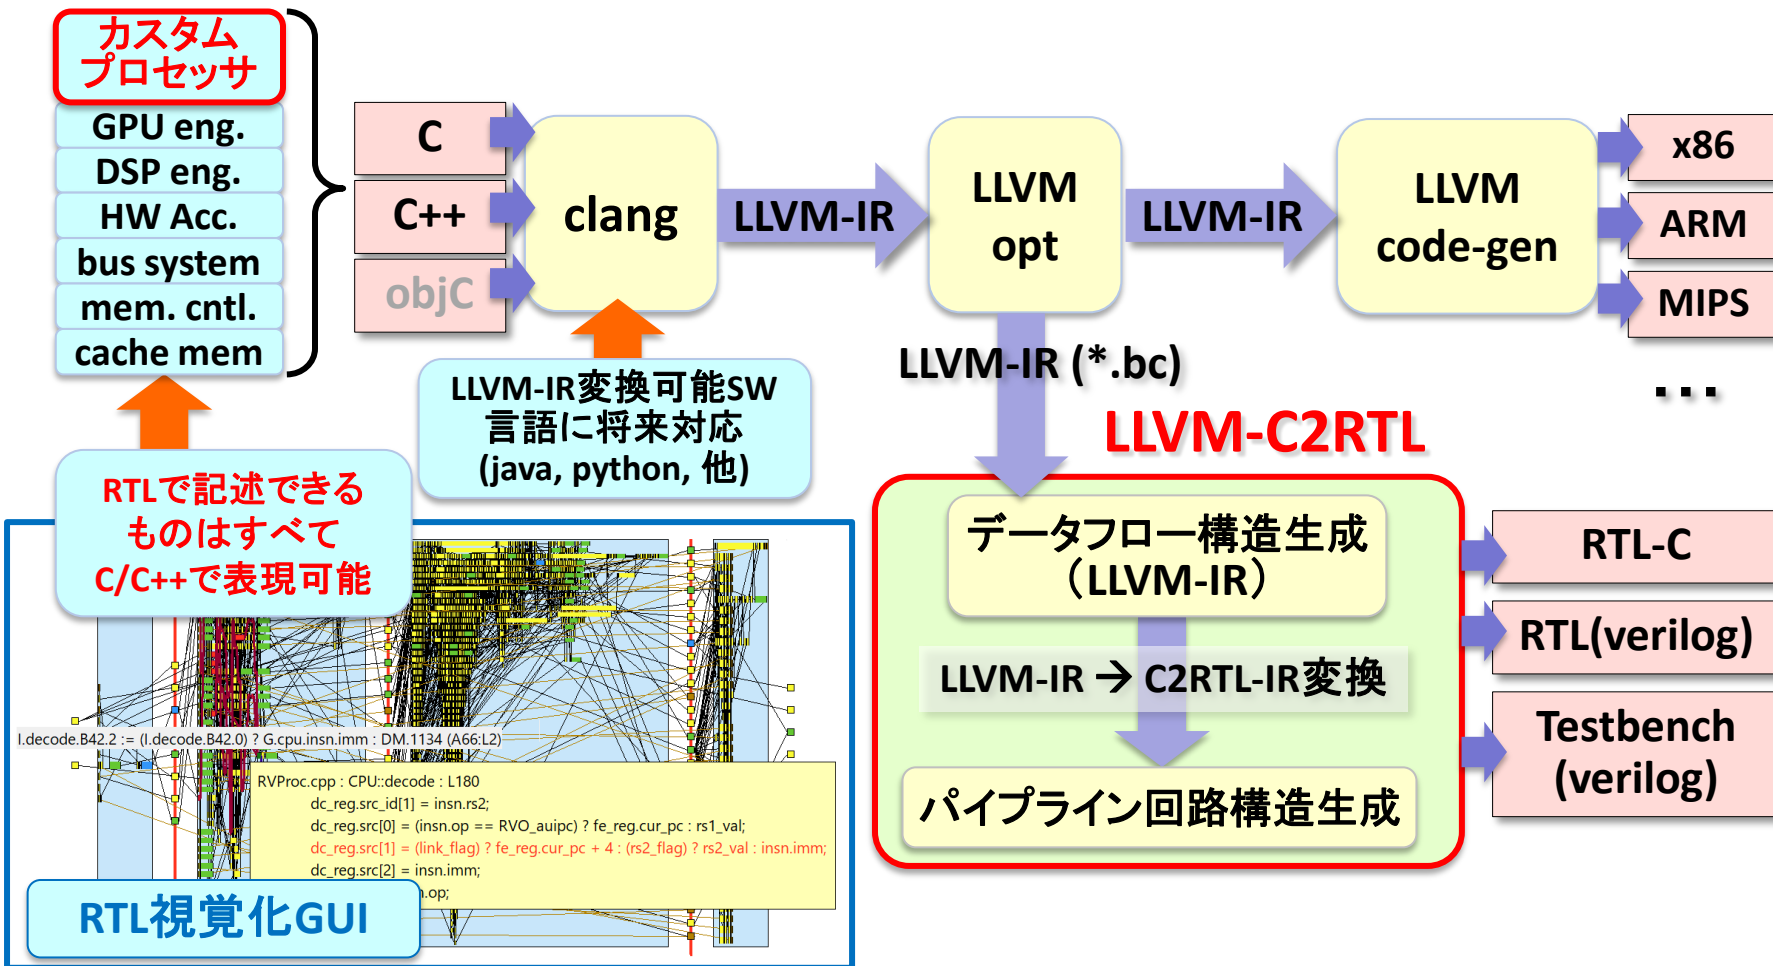 カスタム
プロセッサ
GPU eng.
DSP eng.
HW Acc.
bus system
mem. cntl.
cache mem
C
C++
objC
clang
LLVM-IR
LLVM
opt
LLVM-IR
LLVM
code-gen
x86
ARM
MIPS
...
LLVM-IR変換可能SW
言語に将来対応
(java, python, 他)
LLVM-IR (*.bc)
LLVM-C2RTL
RTLで記述できる
ものはすべて
C/C++で表現可能
データフロー構造生成
（LLVM-IR）
LLVM-IR → C2RTL-IR変換
パイプライン回路構造生成
RTL-C
RTL(verilog)
Testbench
(verilog)
I.decode.B42.2 := (I.decode.B42.0) ? G.cpu.insn.imm : DM.1134 (A66:L2)
RVProc.cpp : CPU::decode : L180
dc_reg.src_id[1] = insn.rs2;
dc_reg.src[0] = (insn.op == RVO_auipc) ? fe_reg.cur_pc : rs1_val;
dc_reg.src[1] = (link_flag) ? fe_reg.cur_pc + 4 : (rs2_flag) ? rs2_val : insn.imm;
dc_reg.src[2] = insn.imm;
.op;
RTL視覚化GUI